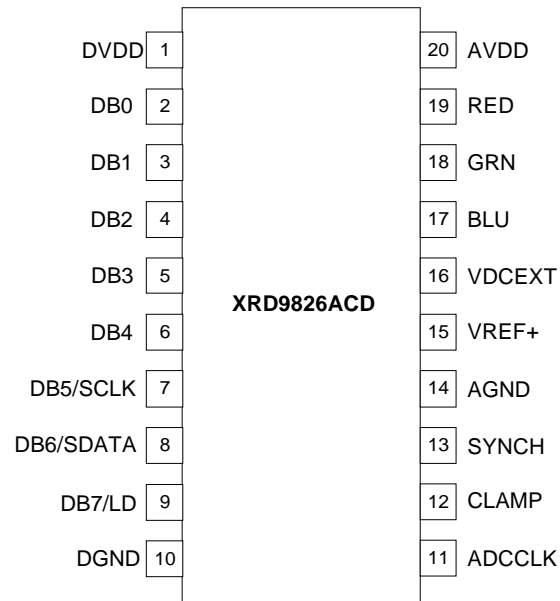 DVDD 1 20 AVDD
DB0 2 19 RED
DB1 3 18 GRN
DB2 4 17 BLU
DB3 5 16 VDCEXT
XRD9826ACD
DB4 6 15 VREF+
DB5/SCLK 7 14 AGND
DB6/SDATA 8 13 SYNCH
DB7/LD 9 12 CLAMP
DGND 10 11 ADCCLK